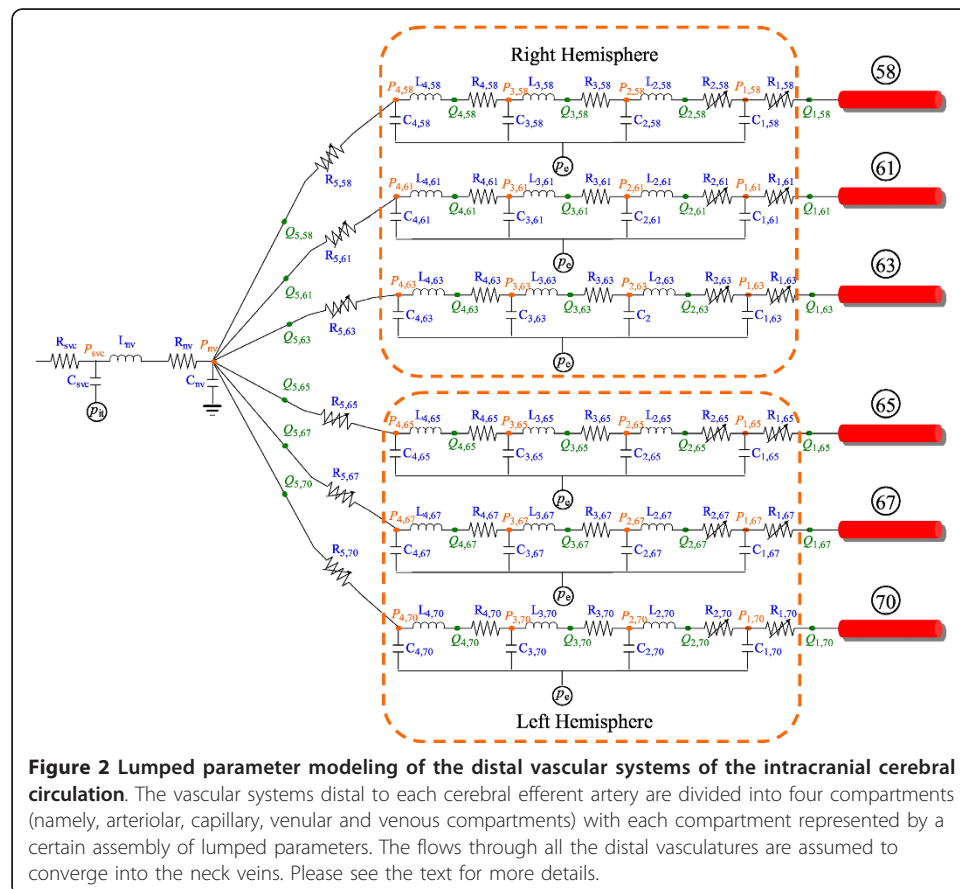 Right Hemisphere
58
P4,58 L4,58 R4,58 P3,58 L3,58 R3,58 P2,58 L2,58 R2,58 P1,58 R1,58
C4,58 Q4,58 C3,58 Q3,58 C2,58 Q2,58 C1,58 Q1,58
pe
R5,58
61
P4,61 L4,61 R4,61 P3,61 L3,61 R3,61 P2,61 L2,61 R2,61 P1,61 R1,61
C4,61 Q4,61 C3,61 Q3,61 C2,61 Q2,61 C1,61 Q1,61
pe
Q5,58 R5,61
63
P4,63 L4,63 R4,63 P3,63 L3,63 R3,63 P2,63 L2,63 R2,63 P1,63 R1,63
C4,63 Q4,63 C3,63 Q3,63 C2 Q2,63 C1,63 Q1,63
pe
Q5,61 R5,63
Q5,63
Rsvc Psvc Lnv Rnv Pnv
Csvc Cnv
pit
Q5,65 R5,65
65
P4,65 L4,65 R4,65 P3,65 L3,65 R3,65 P2,65 L2,65 R2,65 P1,65 R1,65
C4,65 Q4,65 C3,65 Q3,65 C2,65 Q2,65 C1,65 Q1,65
pe
Q5,67 R5,67
67
P4,67 L4,67 R4,67 P3,67 L3,67 R3,67 P2,67 L2,67 R2,67 P1,67 R1,67
C4,67 Q4,67 C3,67 Q3,67 C2,67 Q2,67 C1,67 Q1,67
pe
Q5,70 R5,70
70
P4,70 L4,70 R4,70 P3,70 L3,70 R3,70 P2,70 L2,70 R2,70 P1,70 R1,70
C4,70 Q4,70 C3,70 Q3,70 C2,70 Q2,70 C1,70 Q1,70
pe
Left Hemisphere
Figure 2 Lumped parameter modeling of the distal vascular systems of the intracranial cerebral
circulation. The vascular systems distal to each cerebral efferent artery are divided into four compartments
(namely, arteriolar, capillary, venular and venous compartments) with each compartment represented by a
certain assembly of lumped parameters. The flows through all the distal vasculatures are assumed to
converge into the neck veins. Please see the text for more details.